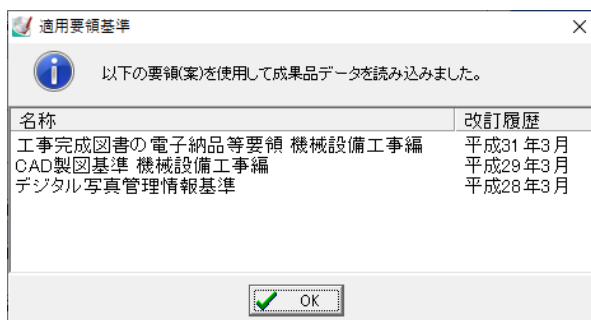 適用要領基準
以下の要領(案)を使用して成果品データを読み込みました。
名称 改訂履歴
工事完成図書の電子納品等要領 機械設備工事編 平成31年3月
CAD製図基準 機械設備工事編 平成29年3月
デジタル写真管理情報基準 平成28年3月
OK